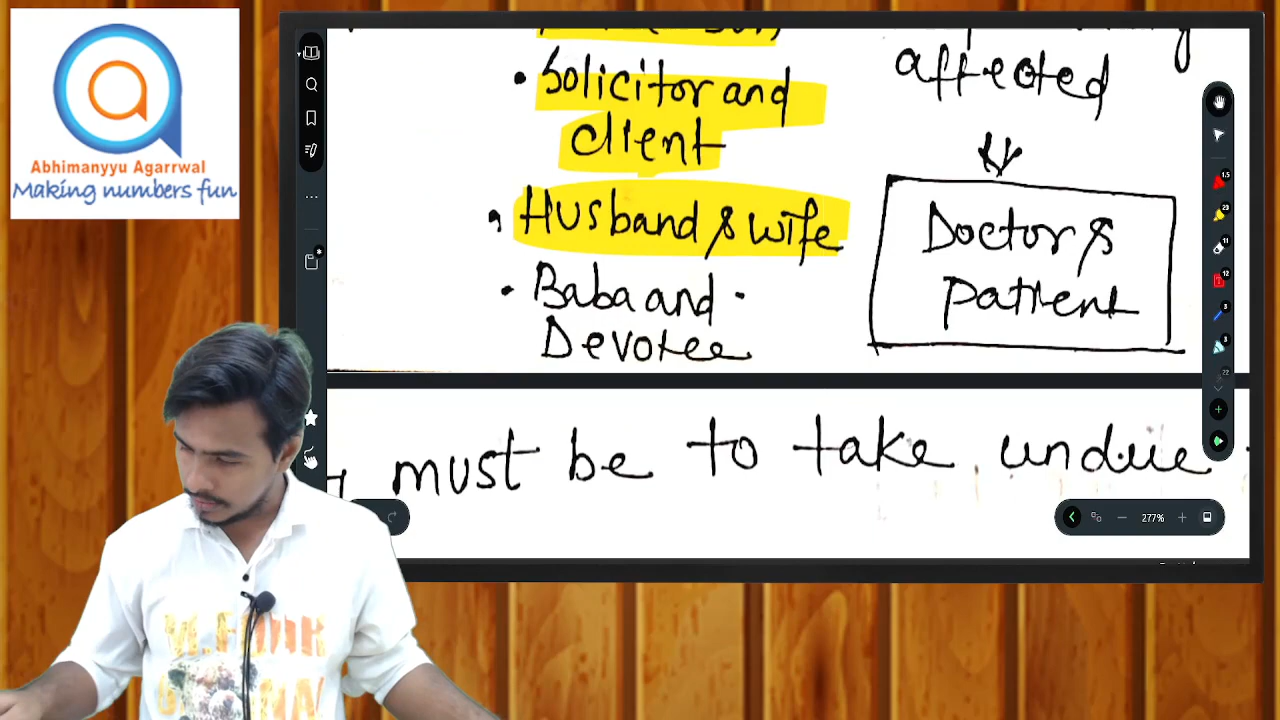 Abhimanyyu Agarrwal
Making numbers fun
• Solicitor and
client
• Husband & wife
• Baba and
Devotee
affected
Doctor &
patient
must be to take undue
277%